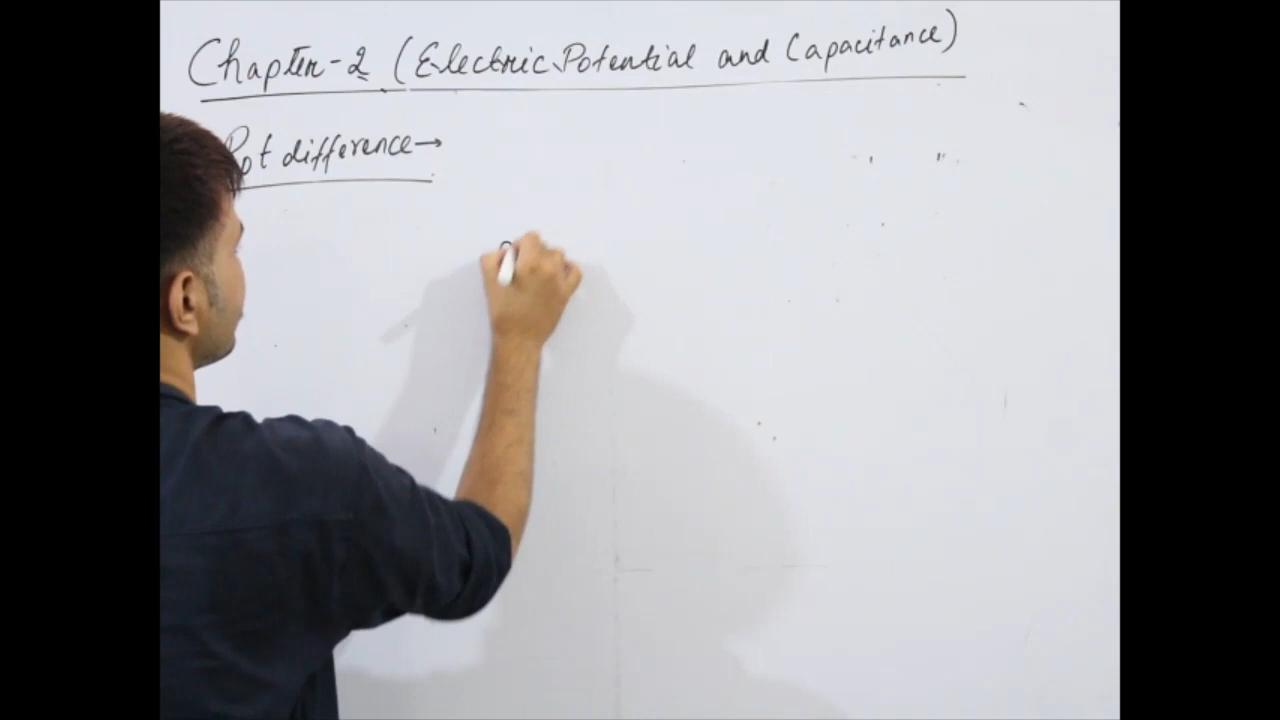 Chapter-2 (Electric Potential and Capacitance)
Pot difference→